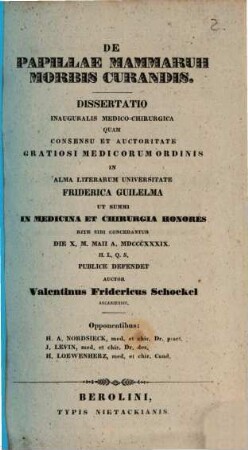 2.
DE
PAPILLAE MAMMARUM
MORBIS CURANDIS.
DISSERTATIO
INAUGURALIS MEDICO-CHIRURGICA
QUAM
CONSENSU ET AUCTORITATE
GRATIOSI MEDICORUM ORDINIS
IN
ALMA LITERARUM UNIVERSITATE
FRIDERICA GUILELMA
UT SUMMI
IN MEDICINA ET CHIRURGIA HONORES
RITE SIBI CONCEDANTUR
DIE X. M. MAII A. MDCCCXXXIX.
H. L. Q. S.
PUBLICE DEFENDET
AUCTOR
Valentinus Fridericus Schockel
Opponentibus:
H. A. NORDSIECK, med. et chir. Dr. pract.
J. LEVIN, med. et chir. Dr. des.
H. LOEWENHERZ, med. et chir. Cand.
BEROLINI,
TYPIS NIETACKIANIS.